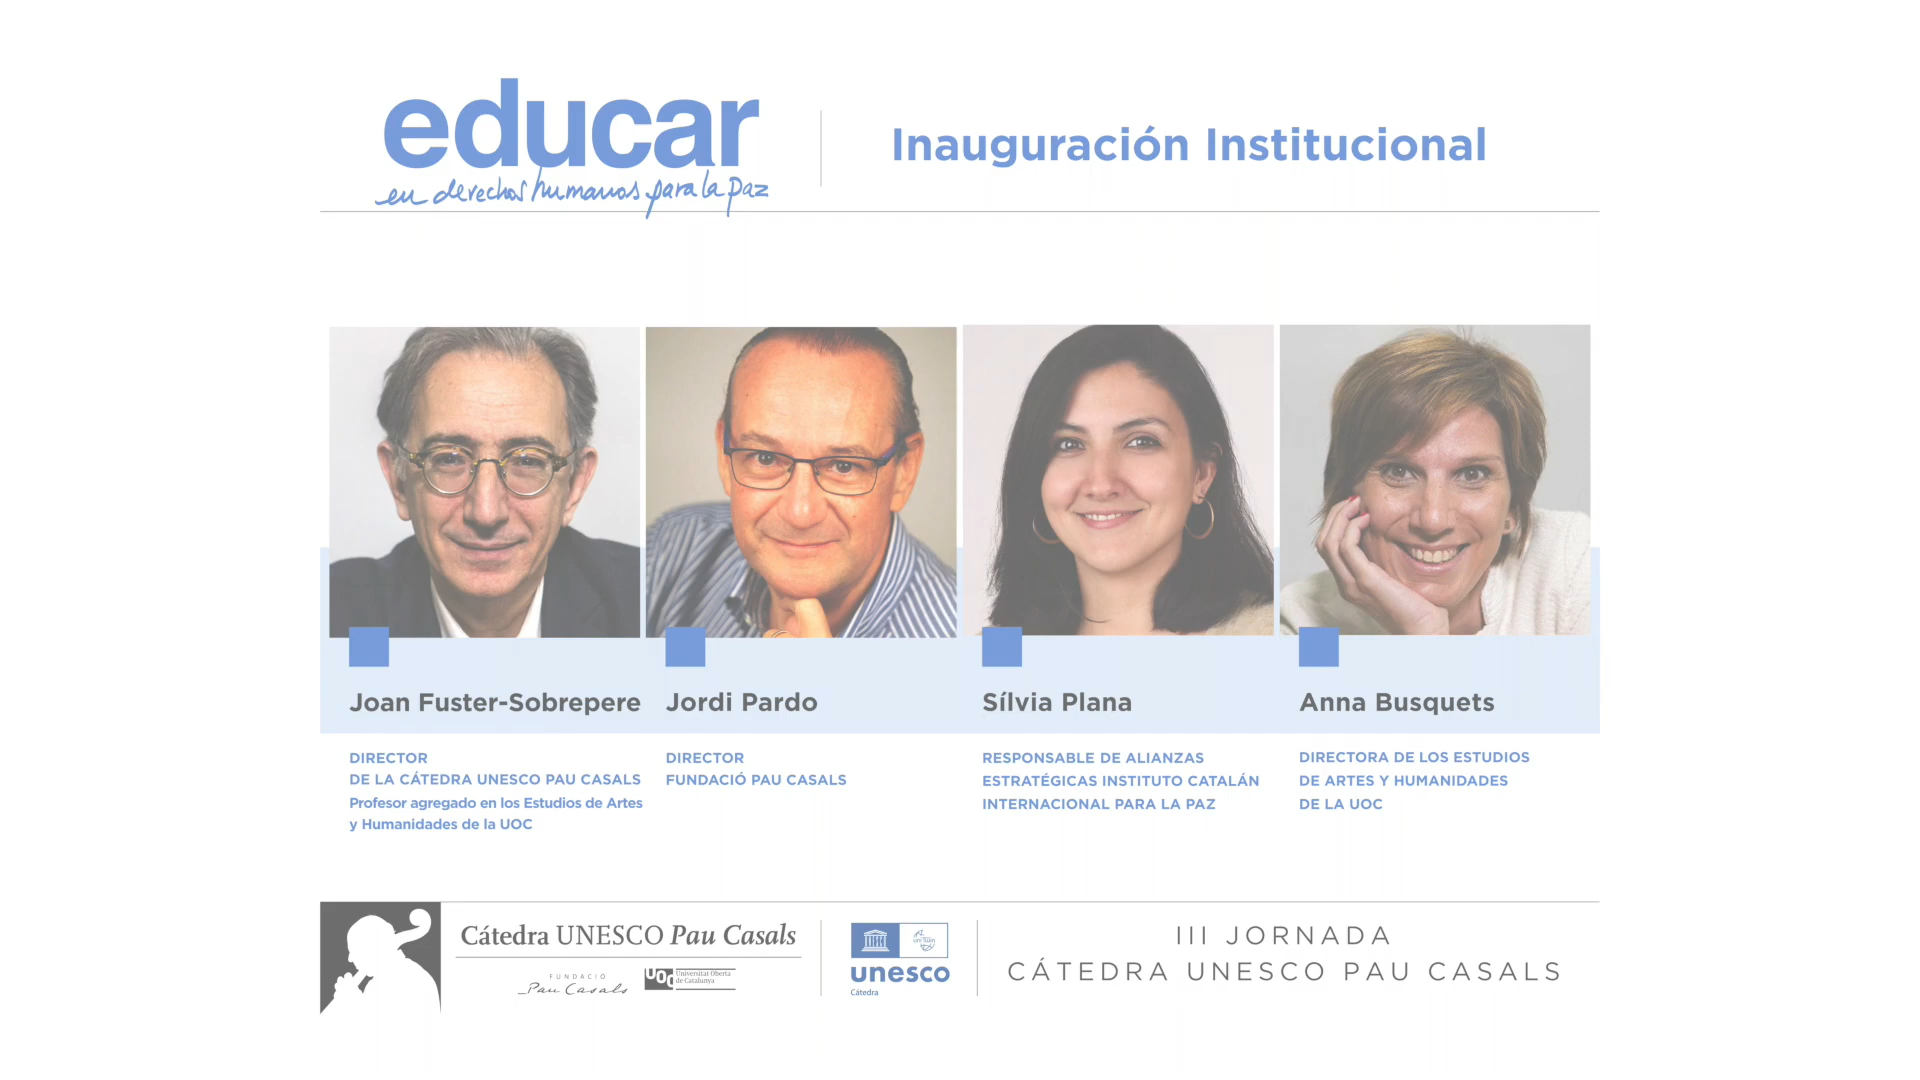 educar
en derechos humanos para la paz
Inauguración Institucional
Joan Fuster-Sobrepere
DIRECTOR
DE LA CÁTEDRA UNESCO PAU CASALS
Profesor agregado en los Estudios de Artes
y Humanidades de la UOC
Jordi Pardo
DIRECTOR
FUNDACIÓ PAU CASALS
Sílvia Plana
RESPONSABLE DE ALIANZAS
ESTRATÉGICAS INSTITUTO CATALÁN
INTERNACIONAL PARA LA PAZ
Anna Busquets
DIRECTORA DE LOS ESTUDIOS
DE ARTES Y HUMANIDADES
DE LA UOC
Cátedra UNESCO Pau Casals
FUNDACIÓ
Pau Casals
UOC
Universitat Oberta
de Catalunya
uni Twin
unesco
Cátedra
III JORNADA
CÁTEDRA UNESCO PAU CASALS